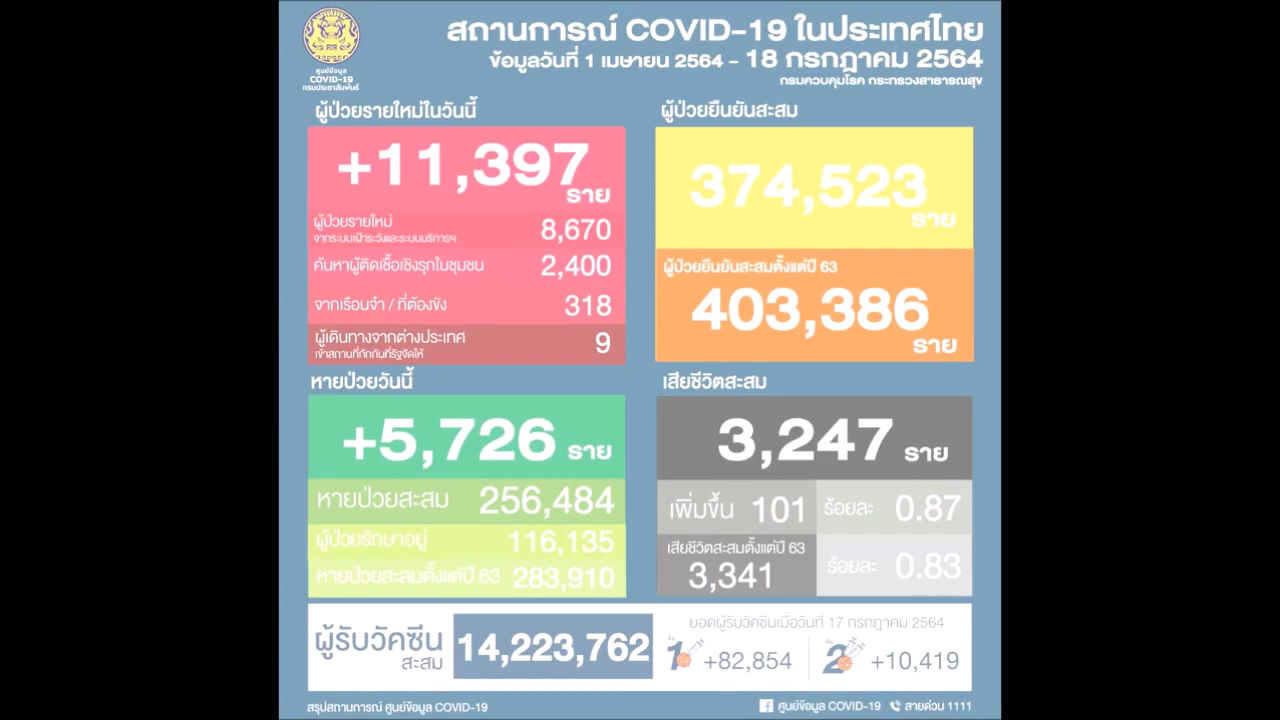 สถานการณ์ COVID-19 ในประเทศไทย
ข้อมูลวันที่ 1 เมษายน 2564 - 18 กรกฎาคม 2564
กรมควบคุมโรค กระทรวงสาธารณสุข
ศูนย์ข้อมูล
COVID-19
กรมประชาสัมพันธ์
ผู้ป่วยรายใหม่ในวันนี้
+11,397
ราย
ผู้ป่วยรายใหม่
จากระบบเฝ้าระวังและระบบบริการฯ
8,670
ค้นหาผู้ติดเชื้อเชิงรุกในชุมชน 2,400
จากเรือนจำ / ที่ต้องขัง 318
ผู้เดินทางจากต่างประเทศ
เข้าสถานที่กักกันที่รัฐจัดให้
9
ผู้ป่วยยืนยันสะสม
374,523
ราย
ผู้ป่วยยืนยันสะสมตั้งแต่ปี 63
403,386
ราย
หายป่วยวันนี้
+5,726 ราย
หายป่วยสะสม 256,484
ผู้ป่วยรักษาอยู่ 116,135
หายป่วยสะสมตั้งแต่ปี 63 283,910
เสียชีวิตสะสม
3,247 ราย
เพิ่มขึ้น 101 ร้อยละ 0.87
เสียชีวิตสะสมตั้งแต่ปี 63
3,341
ร้อยละ 0.83
ผู้รับวัคซีน
สะสม
14,223,762
ยอดผู้รับวัคซีนเมื่อวันที่ 17 กรกฎาคม 2564
เข็ม 1 +82,854
เข็ม 2 +10,419
สรุปสถานการณ์ ศูนย์ข้อมูล COVID-19
ศูนย์ข้อมูล COVID-19 สายด่วน 1111